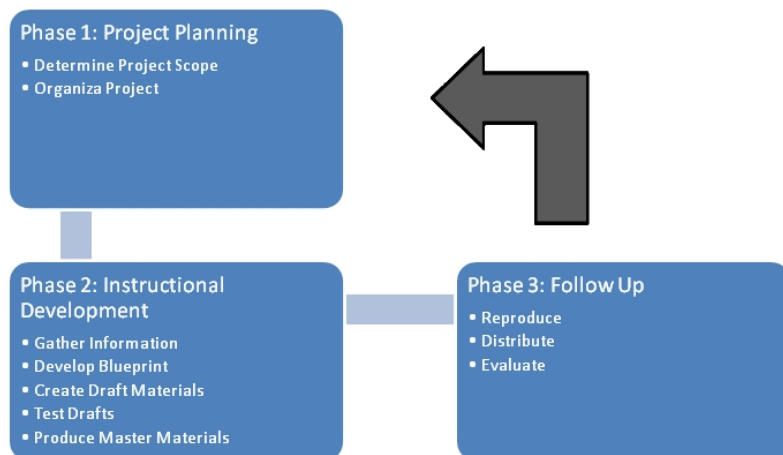 Phase 1: Project Planning
• Determine Project Scope
• Organiza Project
Phase 2: Instructional
Development
• Gather Information
• Develop Blueprint
• Create Draft Materials
• Test Drafts
• Produce Master Materials
Phase 3: Follow Up
• Reproduce
• Distribute
• Evaluate